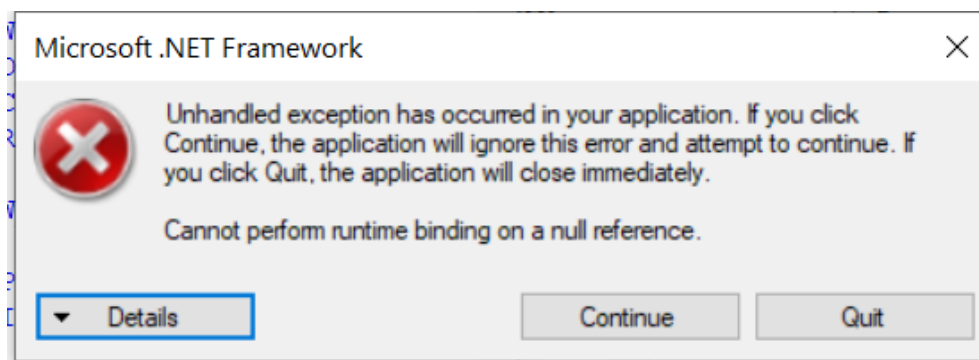 Microsoft .NET Framework
Unhandled exception has occurred in your application. If you click
Continue, the application will ignore this error and attempt to continue. If
you click Quit, the application will close immediately.
Cannot perform runtime binding on a null reference.
Details
Continue
Quit